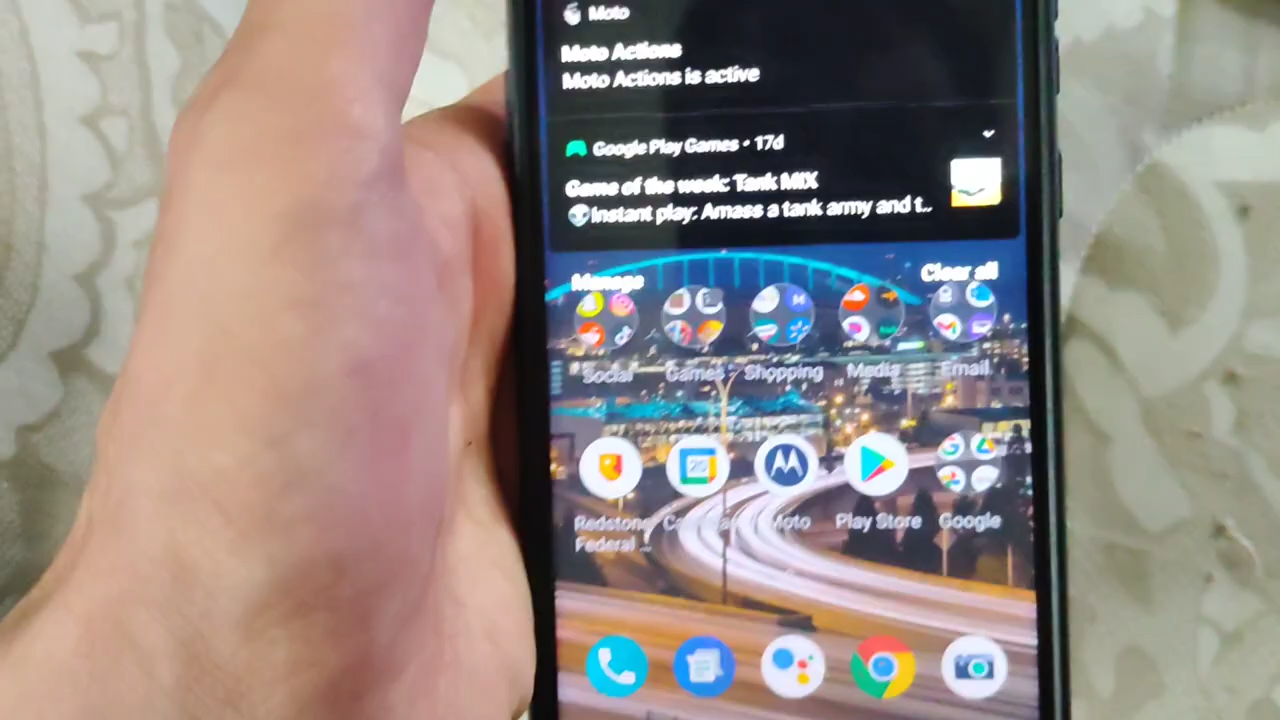 Moto
Moto Actions
Moto Actions is active
Google Play Games • 17d
Game of the week: Tank MIX
👽Instant play: Amass a tank army and t..
Manage Clear all
Social Games Shopping Media Email
20
Redstone Moto Play Store Google
Federal ...